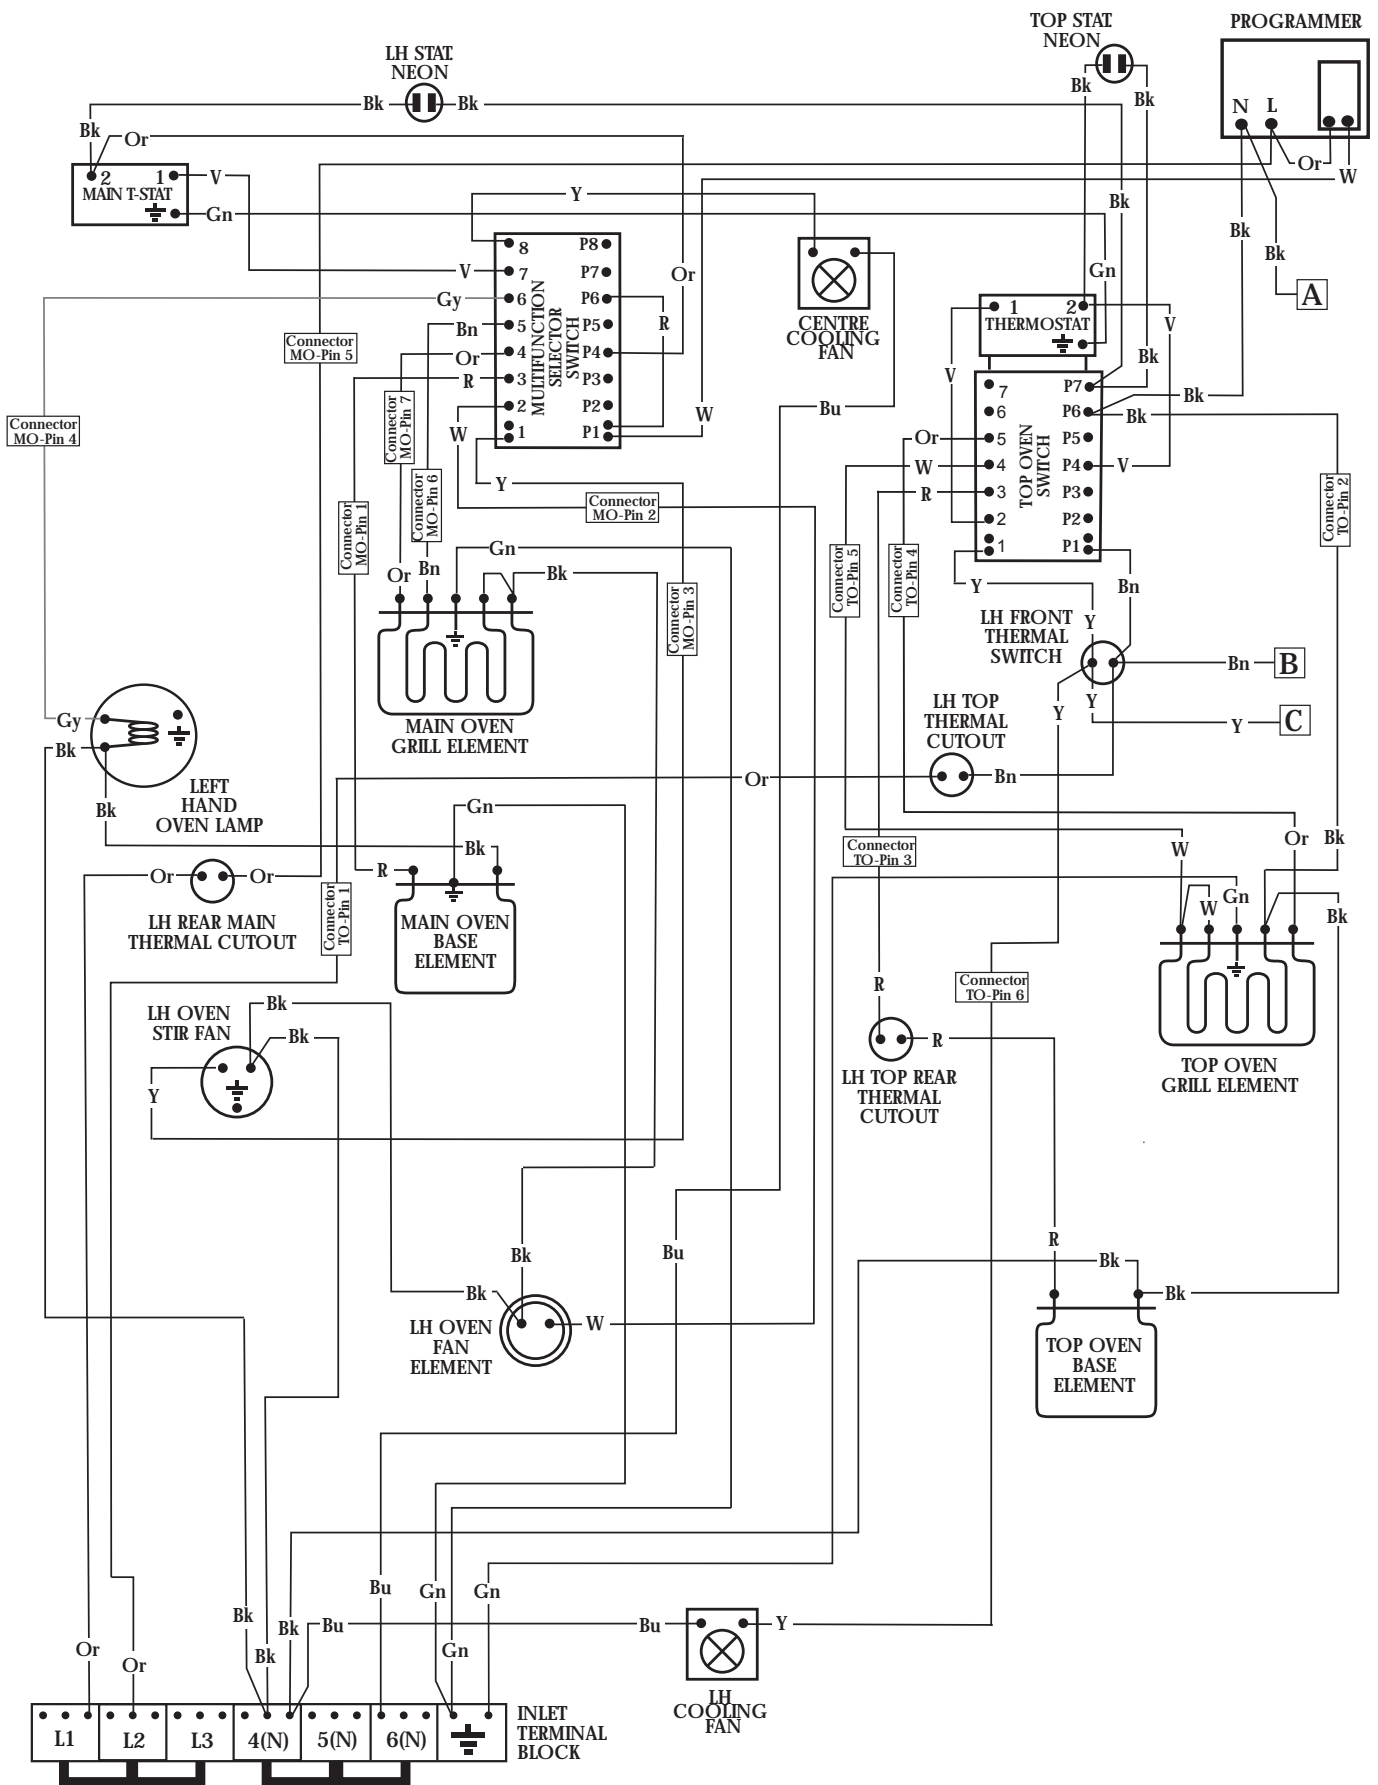 TOP STAT.
NEON
PROGRAMMER
LH STAT.
NEON
Bk
Bk
Bk
Bk
N L
Bk
Or
Or
W
2 1
MAIN T-STAT
V
Gn
Y
Bk
Bk
Bk
A
8 P8
7 P7
6 P6
5 P5
4 P4
3 P3
2 P2
1 P1
MULTIFUNCTION
SELECTOR
SWITCH
V
Gy
Bn
Or
R
W
Y
Or
R
W
CENTRE
COOLING
FAN
Bu
Gn
1 2
THERMOSTAT
V
V
Bk
Bk
Bk
7 P7
6 P6
5 P5
4 P4
3 P3
2 P2
1 P1
TOP OVEN
SWITCH
Or
W
R
V
Y
Bn
Connector
MO-Pin 5
Connector
MO-Pin 4
Connector
MO-Pin 7
Connector
MO-Pin 6
Connector
MO-Pin 1
Connector
MO-Pin 2
Connector
MO-Pin 3
Connector
TO-Pin 5
Connector
TO-Pin 4
Connector
TO-Pin 2
Or
Bn
Gn
Bk
MAIN OVEN
GRILL ELEMENT
LH FRONT
THERMAL
SWITCH
Y
Bn
B
Y
Y
Y
C
LH TOP
THERMAL
CUTOUT
Or
Bn
Gy
Bk
LEFT
HAND
OVEN LAMP
Bk
Gn
Bk
R
MAIN OVEN
BASE
ELEMENT
Or
Or
LH REAR MAIN
THERMAL CUTOUT
Connector
TO-Pin 1
Connector
TO-Pin 3
W
Or
Bk
W
Gn
Bk
TOP OVEN
GRILL ELEMENT
Connector
TO-Pin 6
R
R
LH TOP REAR
THERMAL
CUTOUT
LH OVEN
STIR FAN
Bk
Bk
Y
Bk
Bk
W
LH OVEN
FAN
ELEMENT
Bu
R
Bk
Bk
TOP OVEN
BASE
ELEMENT
Or
Or
Bk
Bk
Bk
Bu
Bu
Gn
Gn
Gn
Bu
Y
LH
COOLING
FAN
L1 L2 L3 4(N) 5(N) 6(N)
INLET
TERMINAL
BLOCK